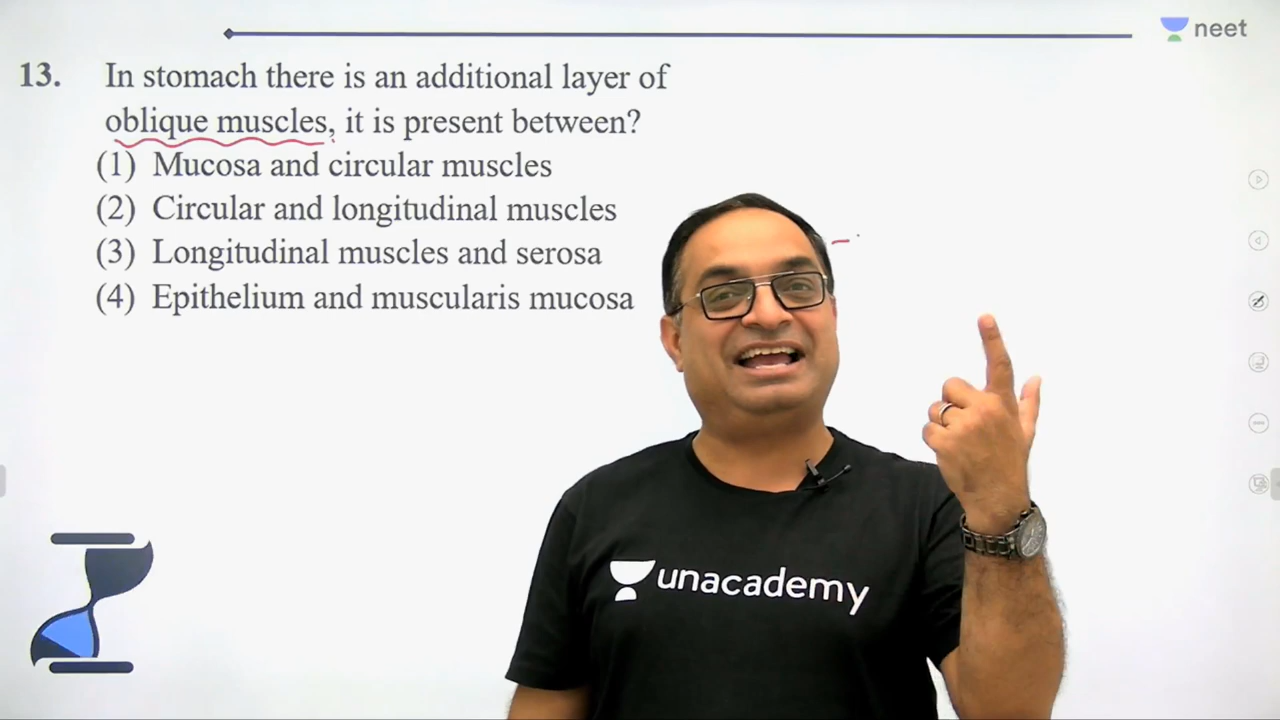 neet
13. In stomach there is an additional layer of
oblique muscles, it is present between?
(1) Mucosa and circular muscles
(2) Circular and longitudinal muscles
(3) Longitudinal muscles and serosa
(4) Epithelium and muscularis mucosa
unacademy